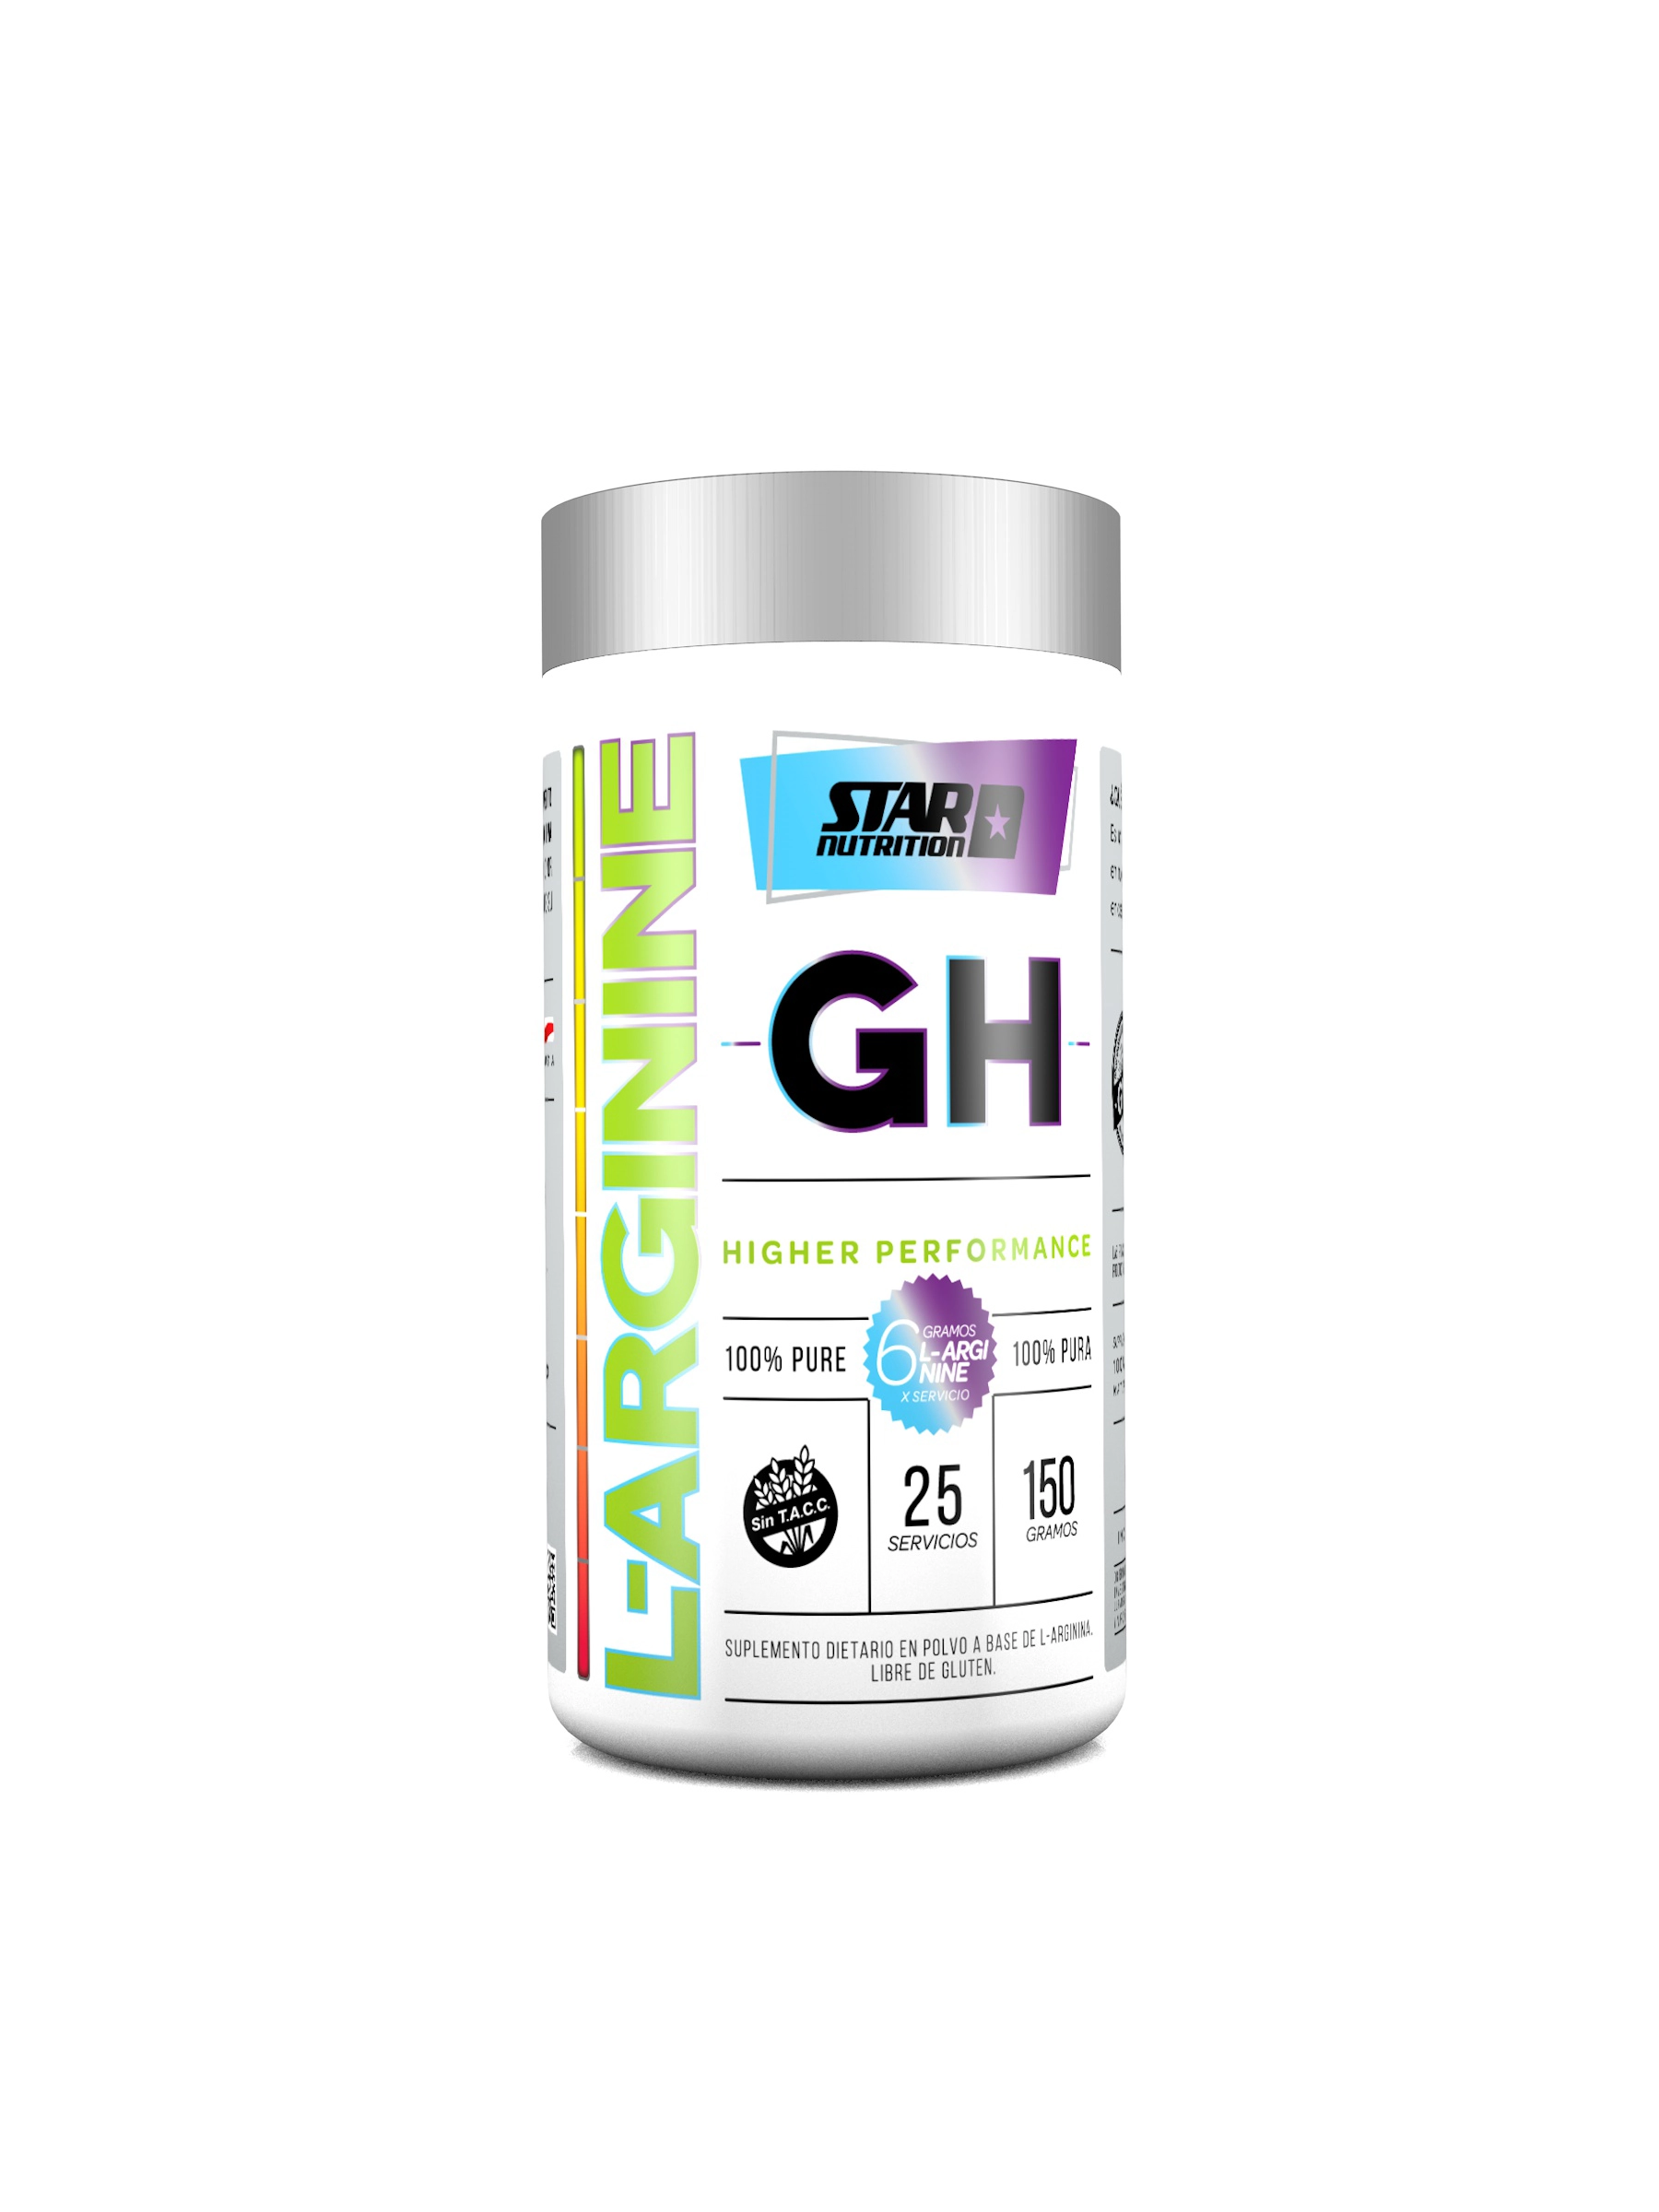 L-ARGININE
STAR
NUTRITION
GH
HIGHER PERFORMANCE
100% PURE
6
GRAMOS
L-ARGI
NINE
X SERVICIO
100% PURA
Sin T.A.C.C.
25
SERVICIOS
150
GRAMOS
SUPLEMENTO DIETARIO EN POLVO A BASE DE L-ARGININA.
LIBRE DE GLUTEN.